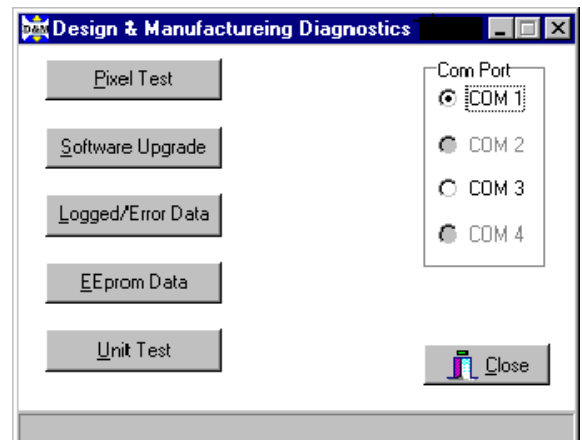 D&M Design & Manufactureing Diagnostics
Pixel Test
Software Upgrade
Logged/Error Data
EEprom Data
Unit Test
Com Port
COM 1
COM 2
COM 3
COM 4
Close